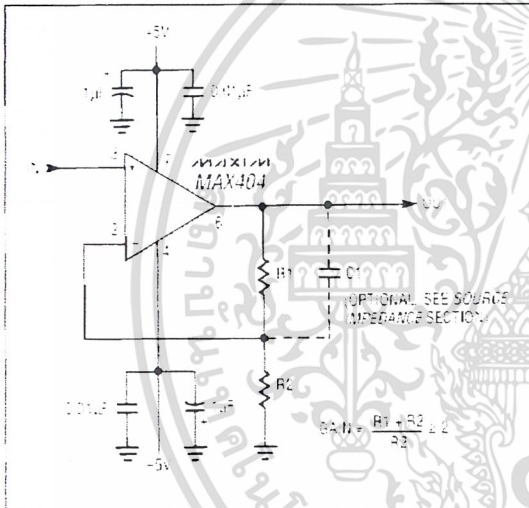 +5V
1µF
0.01µF
3
7
+
MAXIM
MAX404
6
OUT
2
-
4
R1
C1
OPTIONAL, SEE SOURCE
IMPEDANCE SECTION.
R2
0.01µF
1µF
+
-5V
GAIN = R1 + R2
R2
≥ 2